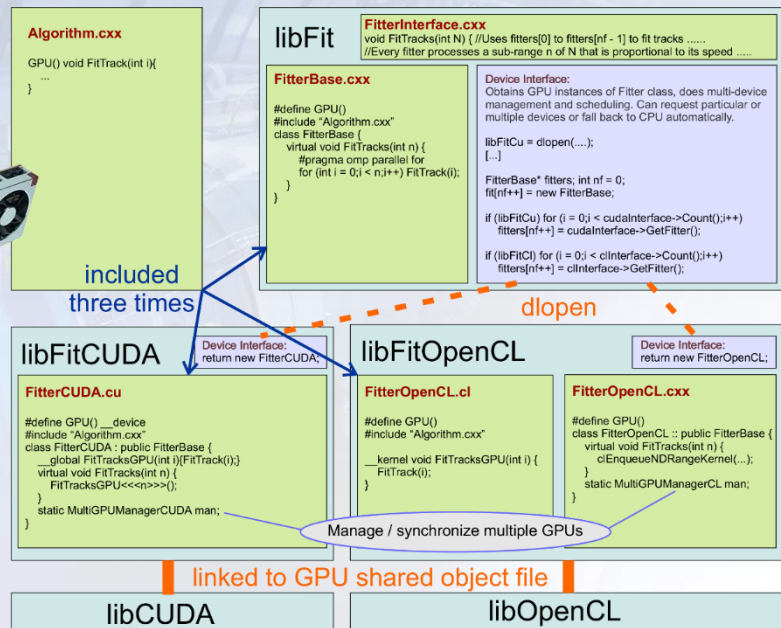 Algorithm.cxx
GPU() void FitTrack(int i){
...
}
libFit
FitterInterface.cxx
void FitTracks(int N) { //Uses fitters[0] to fitters[nf - 1] to fit tracks ......
//Every fitter processes a sub-range n of N that is proportional to its speed .....
FitterBase.cxx
#define GPU()
#include "Algorithm.cxx"
class FitterBase {
virtual void FitTracks(int n) {
#pragma omp parallel for
for (int i = 0;i < n;i++) FitTrack(i);
}
}
Device Interface:
Obtains GPU instances of Fitter class, does multi-device
management and scheduling. Can request particular or
multiple devices or fall back to CPU automatically.
libFitCu = dlopen(....);
[...]
FitterBase* fitters; int nf = 0;
fit[nf++] = new FitterBase;
if (libFitCu) for (i = 0;i < cudaInterface->Count();i++)
fitters[nf++] = cudaInterface->GetFitter();
if (libFitCl) for (i = 0;i < clInterface->Count();i++)
fitters[nf++] = clInterface->GetFitter();
included
three times
dlopen
libFitCUDA
Device Interface:
return new FitterCUDA;
FitterCUDA.cu
#define GPU() __device
#include "Algorithm.cxx"
class FitterCUDA : public FitterBase {
__global FitTracksGPU(int i){FitTrack(i);}
virtual void FitTracks(int n) {
FitTracksGPU<<<n>>>();
}
static MultiGPUManagerCUDA man;
}
libFitOpenCL
Device Interface:
return new FitterOpenCL;
FitterOpenCL.cl
#define GPU()
#include "Algorithm.cxx"
__kernel void FitTracksGPU(int i) {
FitTrack(i);
}
FitterOpenCL.cxx
#define GPU()
class FitterOpenCL :: public FitterBase {
virtual void FitTracks(int n) {
clEnqueueNDRangeKernel(...);
}
static MultiGPUManagerCL man;
}
Manage / synchronize multiple GPUs
linked to GPU shared object file
libCUDA
libOpenCL